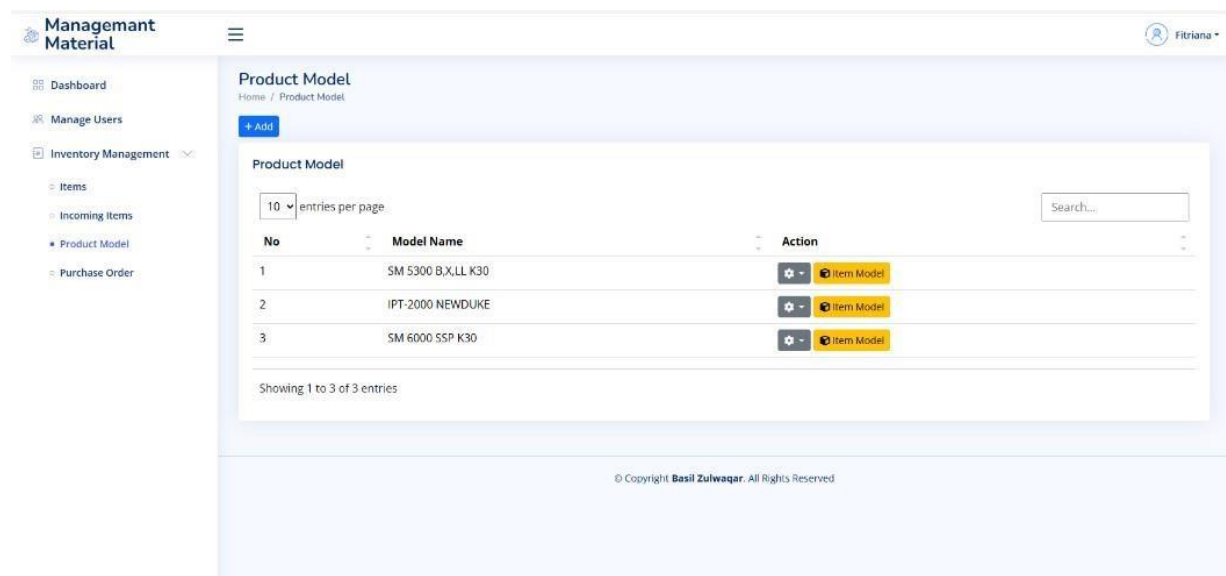 Managemant
Material
Fitriana
Dashboard
Manage Users
Inventory Management
Items
Incoming Items
Product Model
Purchase Order
Product Model
Home / Product Model
+ Add
Product Model
10 entries per page
Search...
No Model Name Action
1 SM 5300 B,X,LL K30 Item Model
2 IPT-2000 NEWDUKE Item Model
3 SM 6000 SSP K30 Item Model
Showing 1 to 3 of 3 entries
© Copyright Basil Zulwaqar. All Rights Reserved